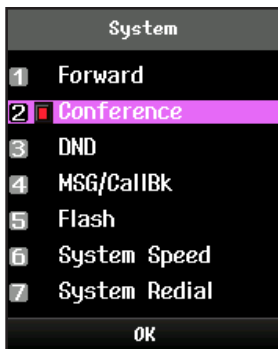 System
1 Forward
2 Conference
3 DND
4 MSG/CallBk
5 Flash
6 System Speed
7 System Redial
OK